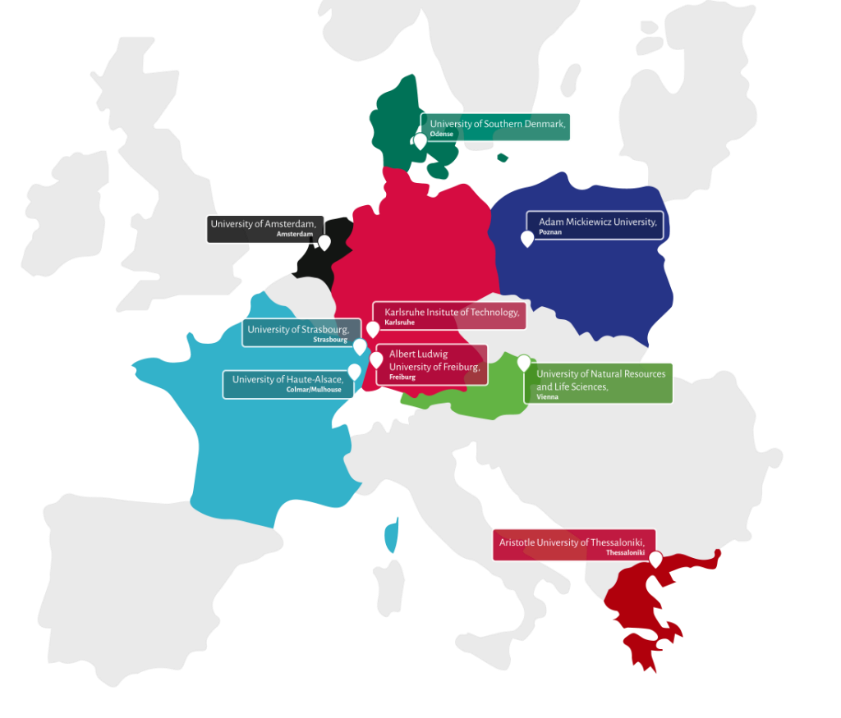 University of Southern Denmark,
Odense
University of Amsterdam,
Amsterdam
Adam Mickiewicz University,
Poznan
Karlsruhe Insitute of Technology,
Karlsruhe
University of Strasbourg,
Strasbourg
Albert Ludwig
University of Freiburg,
Freiburg
University of Haute-Alsace,
Colmar/Mulhouse
University of Natural Resources
and Life Sciences,
Vienna
Aristotle University of Thessaloniki,
Thessaloniki